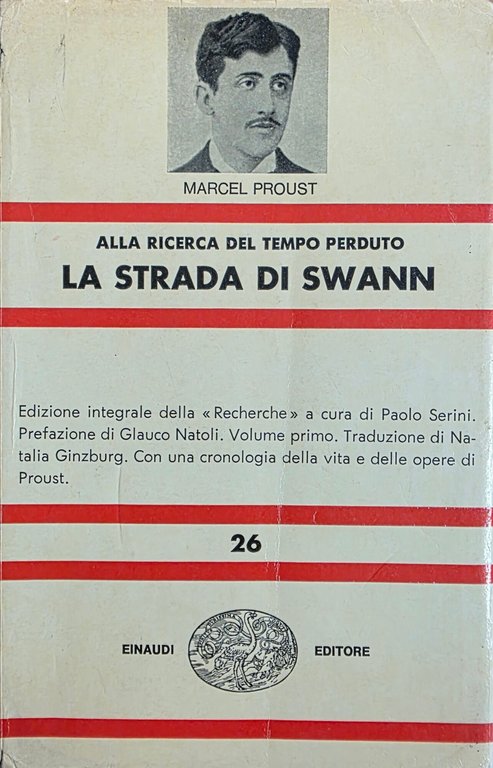 MARCEL PROUST
ALLA RICERCA DEL TEMPO PERDUTO
LA STRADA DI SWANN
Edizione integrale della « Recherche » a cura di Paolo Serini.
Prefazione di Glauco Natoli. Volume primo. Traduzione di Na-
talia Ginzburg. Con una cronologia della vita e delle opere di
Proust.
26
EINAUDI EDITORE